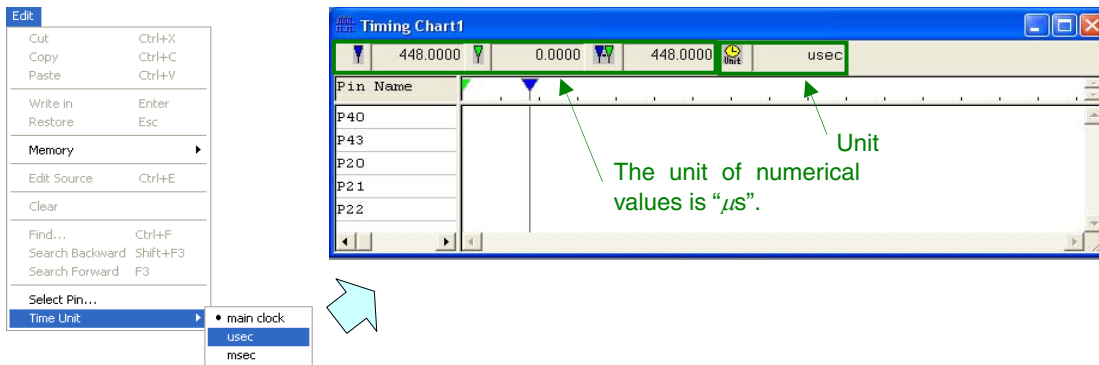 Edit
Cut Ctrl+X
Copy Ctrl+C
Paste Ctrl+V
Write in Enter
Restore Esc
Memory
Edit Source Ctrl+E
Clear
Find... Ctrl+F
Search Backward Shift+F3
Search Forward F3
Select Pin...
Time Unit
• main clock
usec
msec
Timing Chart1
448.0000 0.0000 448.0000 Unit usec
Pin Name
P40
P43
P20
P21
P22
Unit
The unit of numerical
values is “μs”.